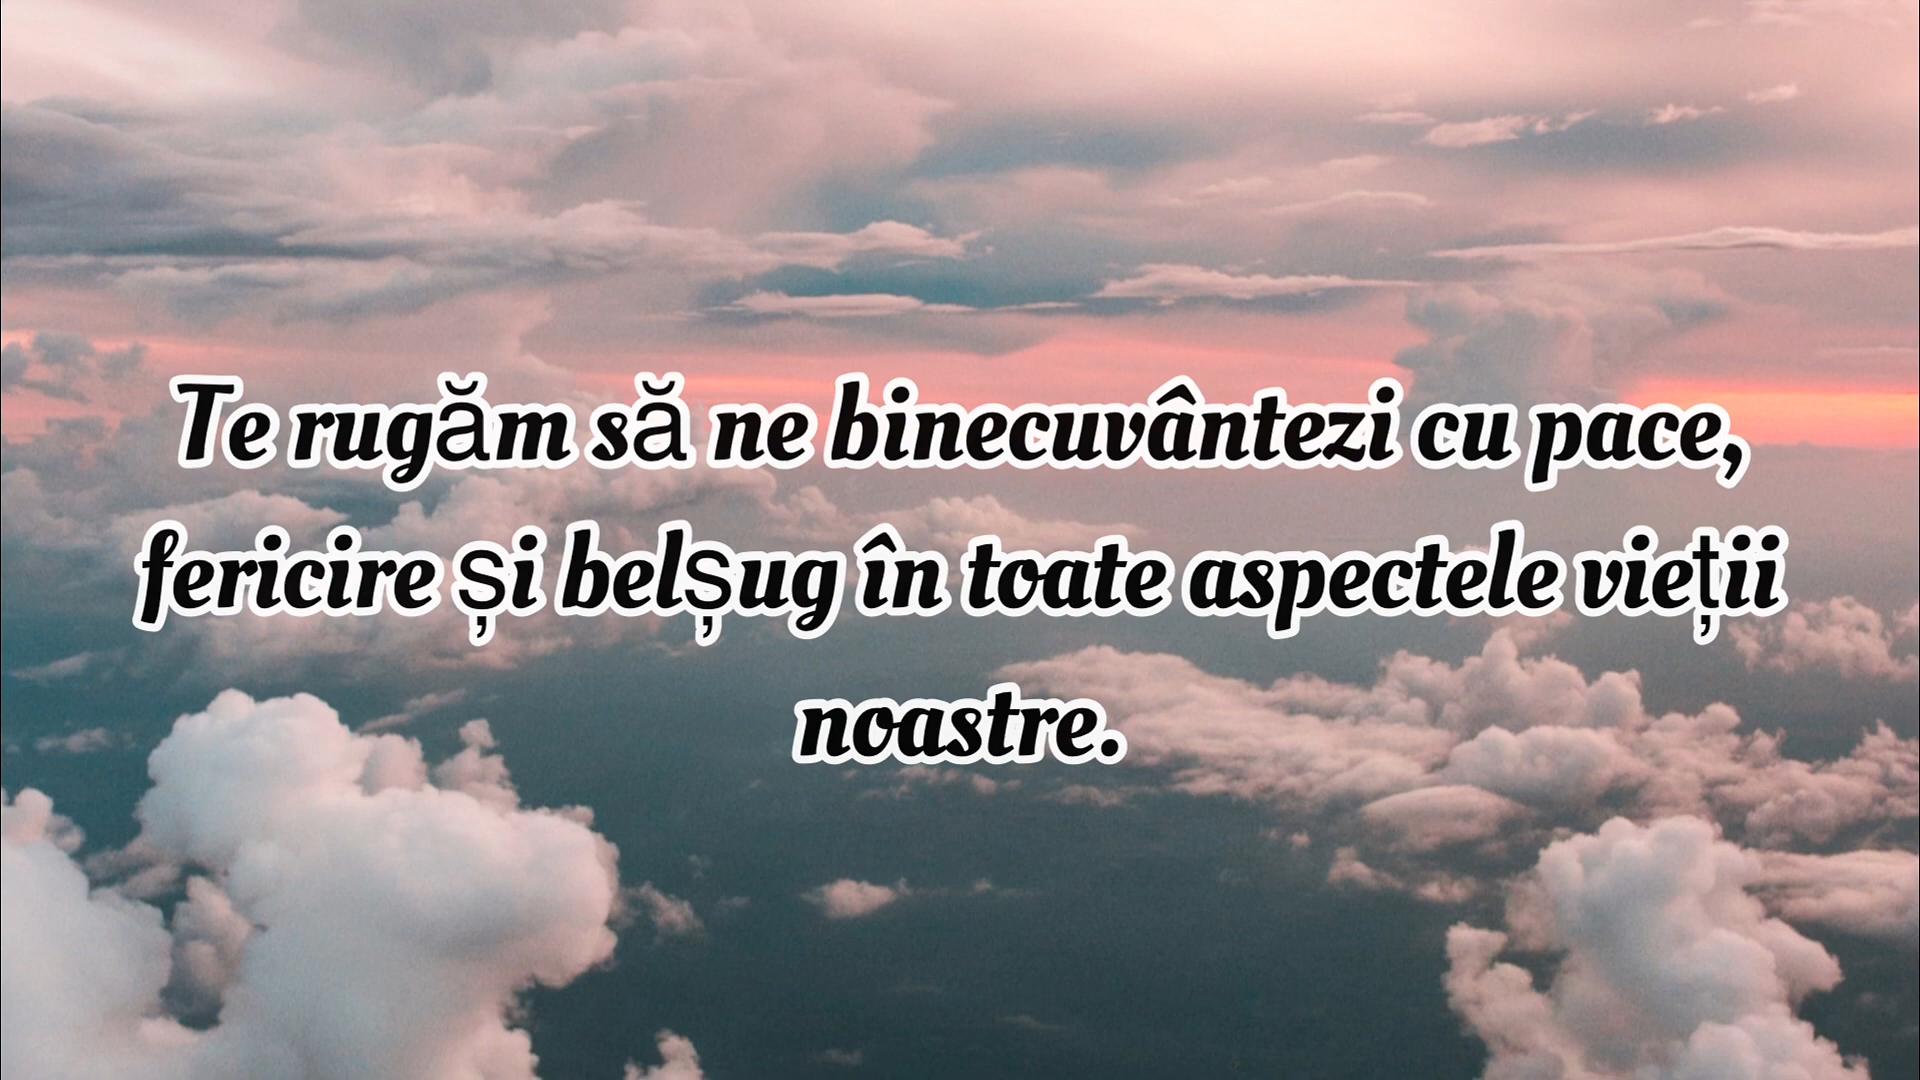 Te rugăm să ne binecuvântezi cu pace,
fericire și belșug în toate aspectele vieții
noastre.